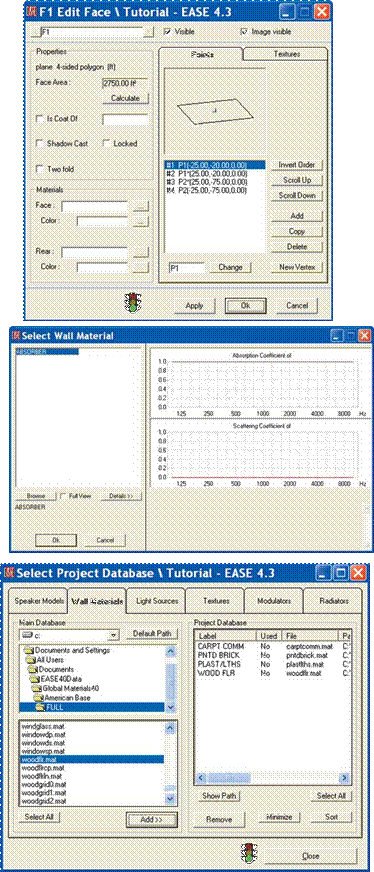 F1 Edit Face \ Tutorial - EASE 4.3
F1
Visible
Image visible
Properties
plane 4-sided polygon (ft)
Face Area :
2750.00 ft²
Calculate
Is Coat Of
Shadow Cast
Locked
Two fold
Materials
Face :
Color :
Rear :
Color :
Points
Textures
#1 P1(-25.00,-20.00,0.00)
#2 P1*(25.00,-20.00,0.00)
#3 P2*(25.00,-75.00,0.00)
#4 P2(-25.00,-75.00,0.00)
Invert Order
Scroll Up
Scroll Down
Add
Copy
Delete
P1
Change
New Vertex
Apply
Ok
Cancel
Select Wall Material
ABSORBER
Absorption Coefficient of
1.0
0.8
0.6
0.4
0.2
0.0
125 250 500 1000 2000 4000 8000 Hz
Scattering Coefficient of
1.0
0.8
0.6
0.4
0.2
0.0
125 250 500 1000 2000 4000 8000 Hz
Browse
Full View
Details >>
ABSORBER
Ok
Cancel
Select Project Database \ Tutorial - EASE 4.3
Speaker Models
Wall Materials
Light Sources
Textures
Modulators
Radiators
Main Database
c:
Default Path
Documents and Settings
All Users
Documents
EASE40Data
Global Materials40
American Base
FULL
windglass.mat
windowdp.mat
windowds.mat
windowsp.mat
woodflr.mat
woodflrcp.mat
woodflrln.mat
woodgrid0.mat
woodgrid1.mat
woodgrid2.mat
Select All
Add >>
Project Database
Label Used File Pa
CARPT COMM No carptcomm.mat C:\
PNTD BRICK No pntdbrick.mat C:\
PLAST/LTHS No plastlths.mat C:\
WOOD FLR No woodflr.mat C:\
Show Path
Select All
Remove
Minimize
Sort
Close